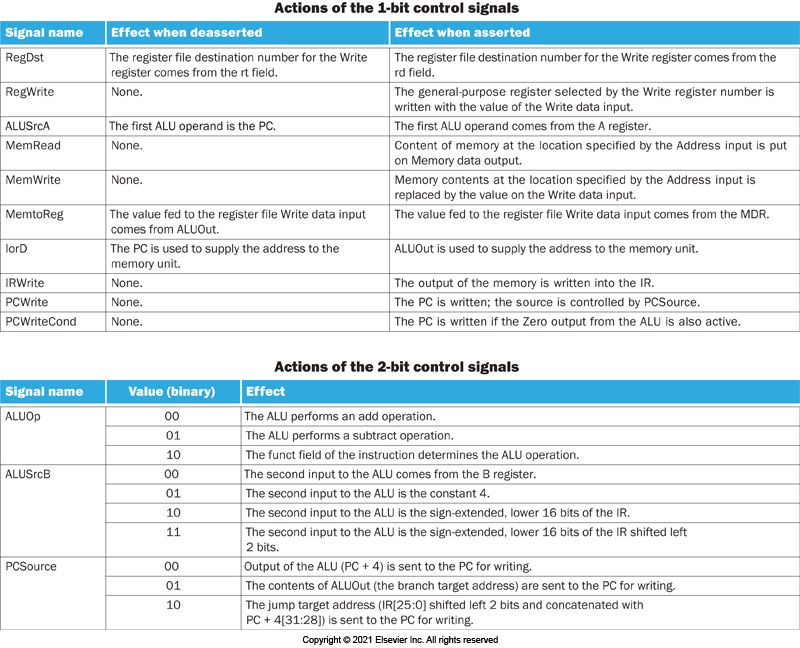 Actions of the 1-bit control signals
Signal name Effect when deasserted Effect when asserted
RegDst The register file destination number for the Write register comes from the rt field. The register file destination number for the Write register comes from the rd field.
RegWrite None. The general-purpose register selected by the Write register number is written with the value of the Write data input.
ALUSrcA The first ALU operand is the PC. The first ALU operand comes from the A register.
MemRead None. Content of memory at the location specified by the Address input is put on Memory data output.
MemWrite None. Memory contents at the location specified by the Address input is replaced by the value on the Write data input.
MemtoReg The value fed to the register file Write data input comes from ALUOut. The value fed to the register file Write data input comes from the MDR.
IorD The PC is used to supply the address to the memory unit. ALUOut is used to supply the address to the memory unit.
IRWrite None. The output of the memory is written into the IR.
PCWrite None. The PC is written; the source is controlled by PCSource.
PCWriteCond None. The PC is written if the Zero output from the ALU is also active.
Actions of the 2-bit control signals
Signal name Value (binary) Effect
ALUOp 00 The ALU performs an add operation.
01 The ALU performs a subtract operation.
10 The funct field of the instruction determines the ALU operation.
ALUSrcB 00 The second input to the ALU comes from the B register.
01 The second input to the ALU is the constant 4.
10 The second input to the ALU is the sign-extended, lower 16 bits of the IR.
11 The second input to the ALU is the sign-extended, lower 16 bits of the IR shifted left 2 bits.
PCSource 00 Output of the ALU (PC + 4) is sent to the PC for writing.
01 The contents of ALUOut (the branch target address) are sent to the PC for writing.
10 The jump target address (IR[25:0] shifted left 2 bits and concatenated with PC + 4[31:28]) is sent to the PC for writing.
Copyright © 2021 Elsevier Inc. All rights reserved